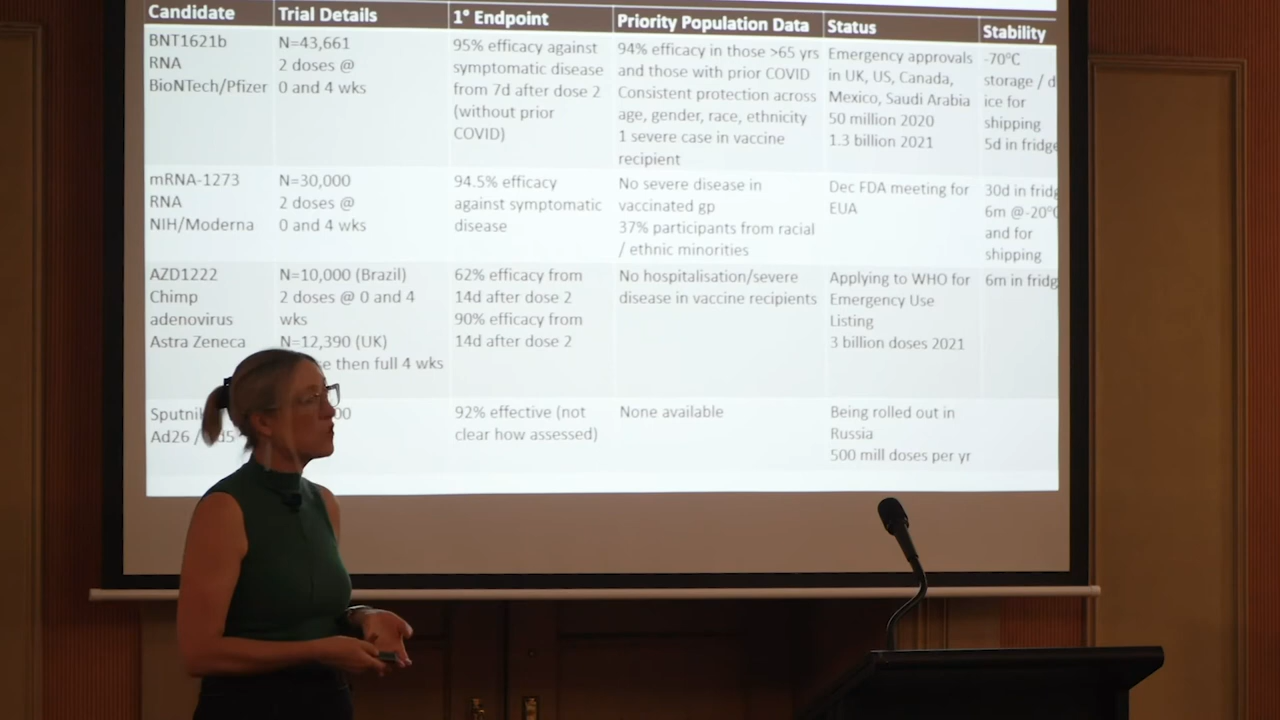 Candidate
Trial Details
1° Endpoint
Priority Population Data
Status
Stability
BNT1621b
RNA
BioNTech/Pfizer
N=43,661
2 doses @
0 and 4 wks
95% efficacy against
symptomatic disease
from 7d after dose 2
(without prior
COVID)
94% efficacy in those >65 yrs
and those with prior COVID
Consistent protection across
age, gender, race, ethnicity
1 severe case in vaccine
recipient
Emergency approvals
in UK, US, Canada,
Mexico, Saudi Arabia
50 million 2020
1.3 billion 2021
-70°C
storage /
ice for
shipping
5d in fridge
mRNA-1273
RNA
NIH/Moderna
N=30,000
2 doses @
0 and 4 wks
94.5% efficacy
against symptomatic
disease
No severe disease in
vaccinated gp
37% participants from racial
/ ethnic minorities
Dec FDA meeting for
EUA
30d in
6m @-20°
and for
shipping
AZD1222
Chimp
adenovirus
Astra Zeneca
N=10,000 (Brazil)
2 doses @ 0 and 4
wks
N=12,390 (UK)
then full 4 wks
62% efficacy from
14d after dose 2
90% efficacy from
14d after dose 2
No hospitalisation/severe
disease in vaccine recipients
Applying to WHO for
Emergency Use
Listing
3 billion doses 2021
6m in fridg
Ad26 /
92% effective (not
clear how assessed)
None available
Being rolled out in
Russia
500 mill doses per yr